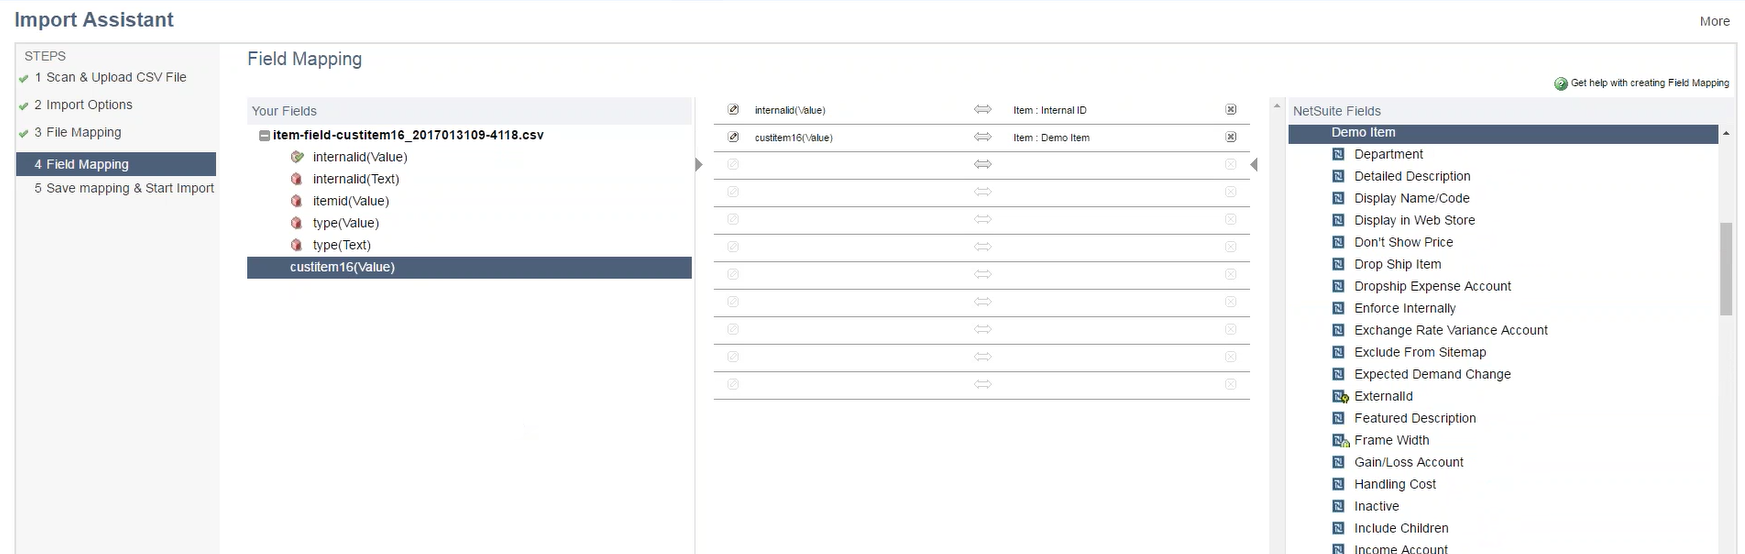 Import Assistant
More
STEPS
1 Scan & Upload CSV File
2 Import Options
3 File Mapping
4 Field Mapping
5 Save mapping & Start Import
Field Mapping
Get help with creating Field Mapping
Your Fields
item-field-custitem16_2017013109-4118.csv
internalid(Value)
internalid(Text)
itemid(Value)
type(Value)
type(Text)
custitem16(Value)
internalid(Value) Item : Internal ID
custitem16(Value) Item : Demo Item
NetSuite Fields
Demo Item
Department
Detailed Description
Display Name/Code
Display in Web Store
Don't Show Price
Drop Ship Item
Dropship Expense Account
Enforce Internally
Exchange Rate Variance Account
Exclude From Sitemap
Expected Demand Change
ExternalId
Featured Description
Frame Width
Gain/Loss Account
Handling Cost
Inactive
Include Children
Income Account